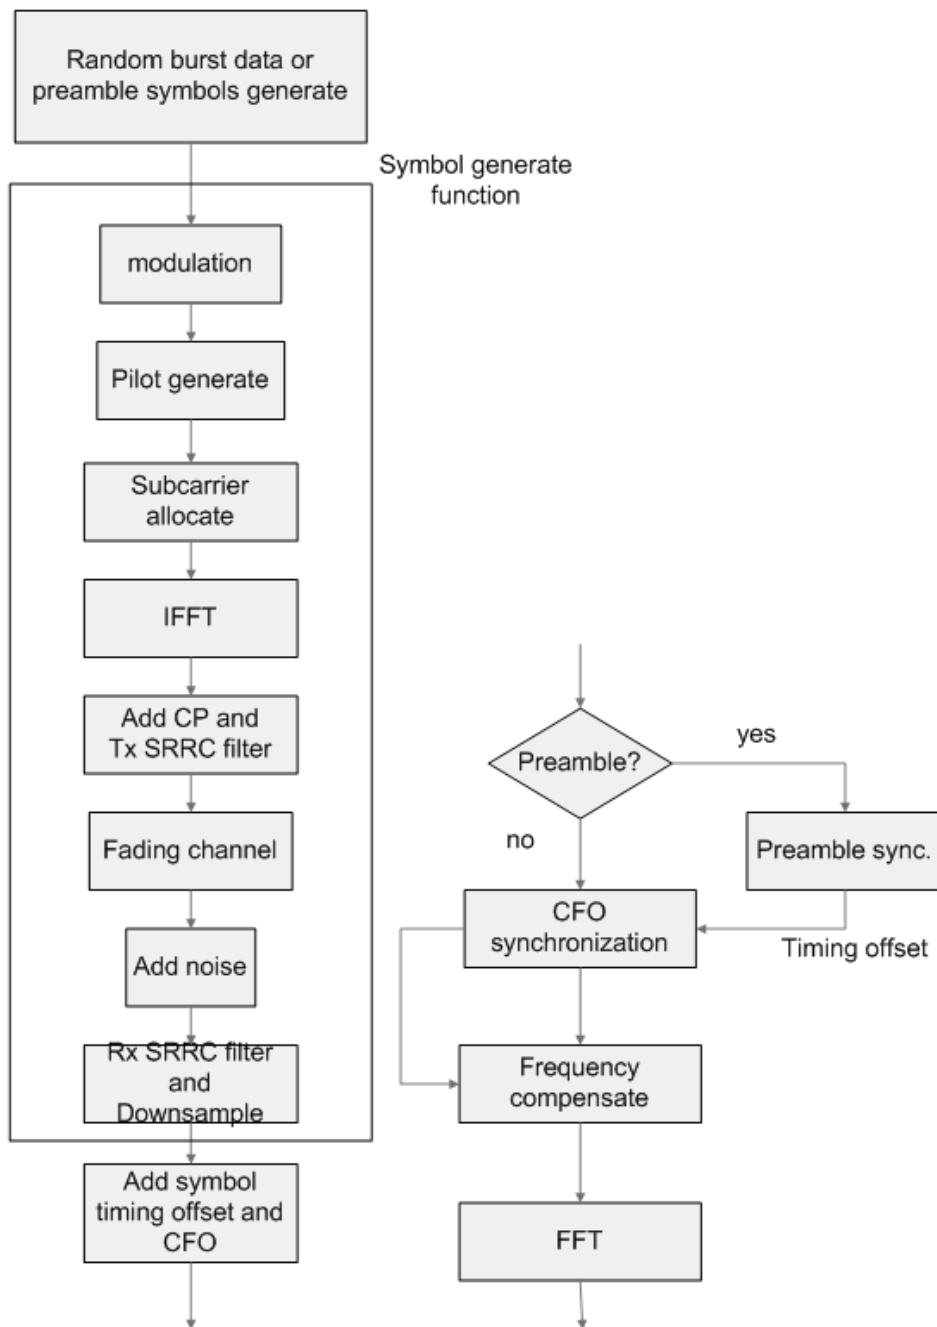 Random burst data or
preamble symbols generate
Symbol generate
function
modulation
Pilot generate
Subcarrier
allocate
IFFT
Add CP and
Tx SRRC filter
Fading channel
Add noise
Rx SRRC filter
and
Downsample
Add symbol
timing offset and
CFO
Preamble?
yes
no
Preamble sync.
CFO
synchronization
Timing offset
Frequency
compensate
FFT